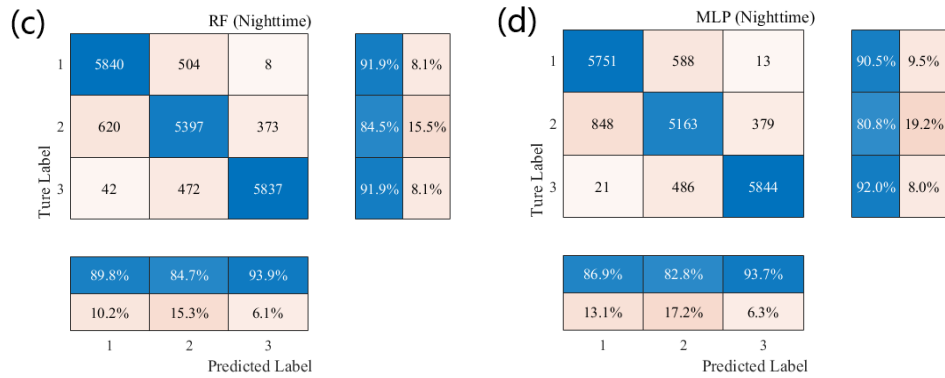 (c)
RF (Nighttime)
1 5840 504 8 91.9% 8.1%
2 620 5397 373 84.5% 15.5%
3 42 472 5837 91.9% 8.1%
Ture Label
89.8% 84.7% 93.9%
10.2% 15.3% 6.1%
1 2 3
Predicted Label
(d)
MLP (Nighttime)
1 5751 588 13 90.5% 9.5%
2 848 5163 379 80.8% 19.2%
3 21 486 5844 92.0% 8.0%
Ture Label
86.9% 82.8% 93.7%
13.1% 17.2% 6.3%
1 2 3
Predicted Label